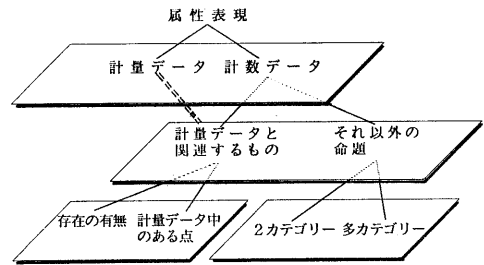 属性表現
計量データ 計数データ
計量データと
関連するもの
それ以外の
命題
存在の有無
計量データ中
のある点
2カテゴリー 多カテゴリー